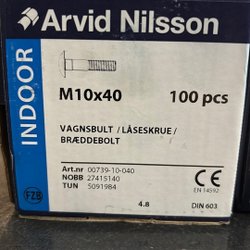 Arvid Nilsson
INDOOR
M10x40 100 pcs
VAGNSBULT / LÅSESKRUE /
BRÆDDEBOLT
Art.nr 00739-10-040
NOBB 27415140
TUN 5091984
CE
EN 14592
FZB
4.8 DIN 603